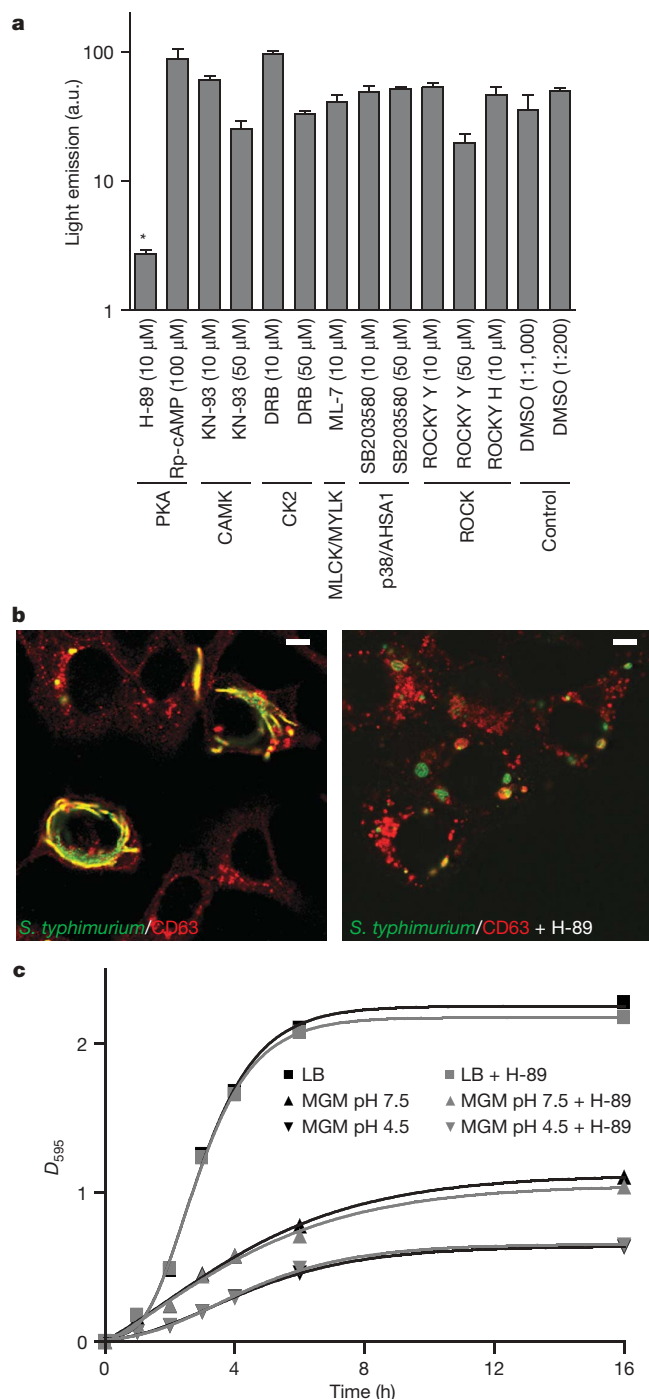 a
Light emission (a.u.)
100
10
1
*
H-89 (10 μM)
Rp-cAMP (100 μM)
KN-93 (10 μM)
KN-93 (50 μM)
DRB (10 μM)
DRB (50 μM)
ML-7 (10 μM)
SB203580 (10 μM)
SB203580 (50 μM)
ROCKY Y (10 μM)
ROCKY Y (50 μM)
ROCKY H (10 μM)
DMSO (1:1,000)
DMSO (1:200)
PKA
CAMK
CK2
MLCK/MYLK
p38/AHSA1
ROCK
Control
b
S. typhimurium/CD63
S. typhimurium/CD63 + H-89
c
D595
2
1
0
LB
LB + H-89
MGM pH 7.5
MGM pH 7.5 + H-89
MGM pH 4.5
MGM pH 4.5 + H-89
0
4
8
12
16
Time (h)